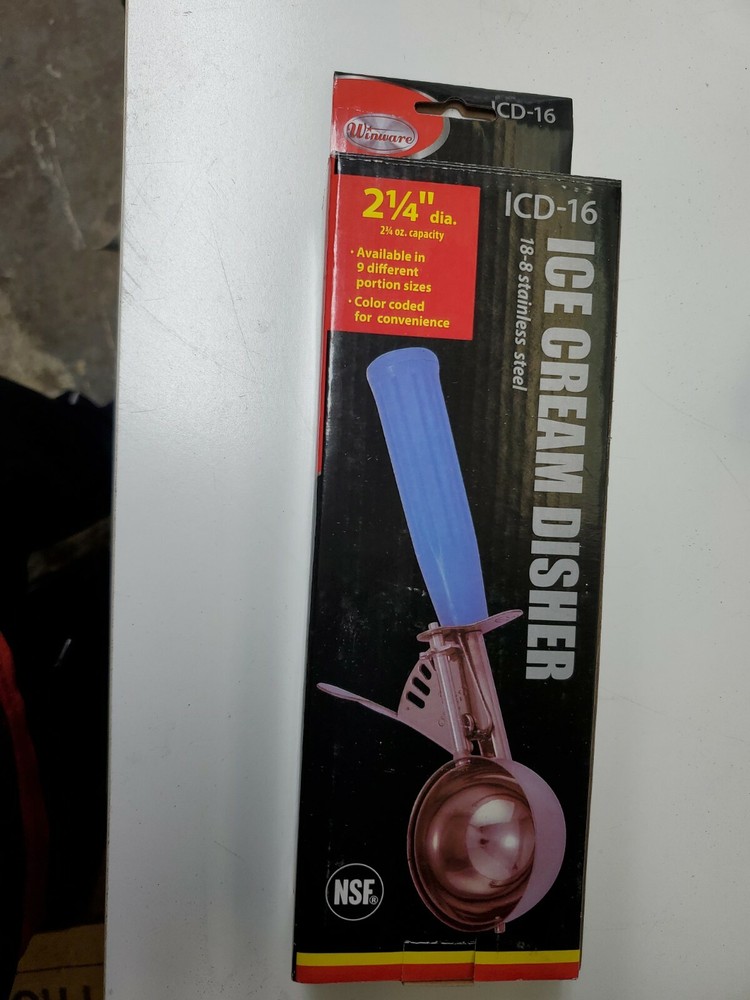 Winware
ICD-16
2¼" dia.
2¼ oz. capacity
· Available in
9 different
portion sizes
· Color coded
for convenience
ICD-16
ICE CREAM DISHER
18-8 stainless steel
NSF®